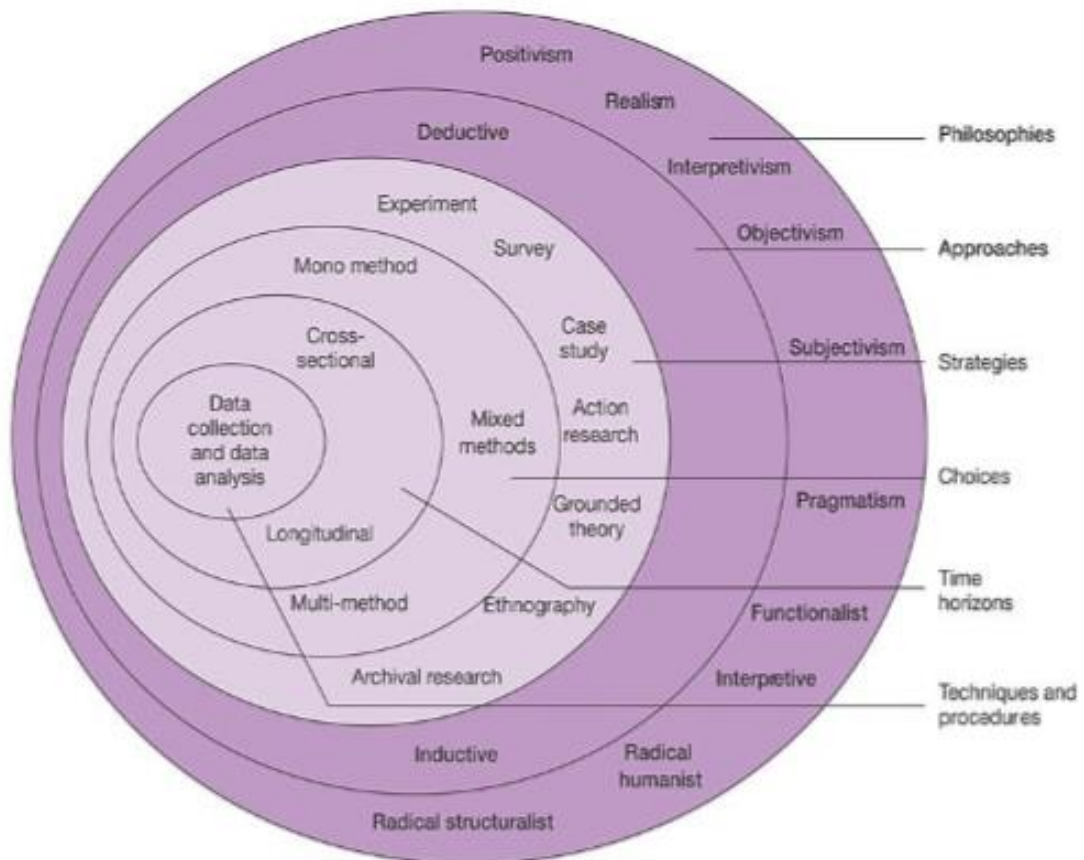 Positivism
Realism
Deductive
Philosophies
Interpretivism
Experiment
Objectivism
Survey
Approaches
Mono method
Case
study
Cross-
sectional
Subjectivism
Strategies
Data
collection
and data
analysis
Mixed
methods
Action
research
Choices
Pragmatism
Grounded
theory
Longitudinal
Time
horizons
Multi-method
Ethnography
Functionalist
Archival research
Interpretive
Techniques and
procedures
Inductive
Radical
humanist
Radical structuralist